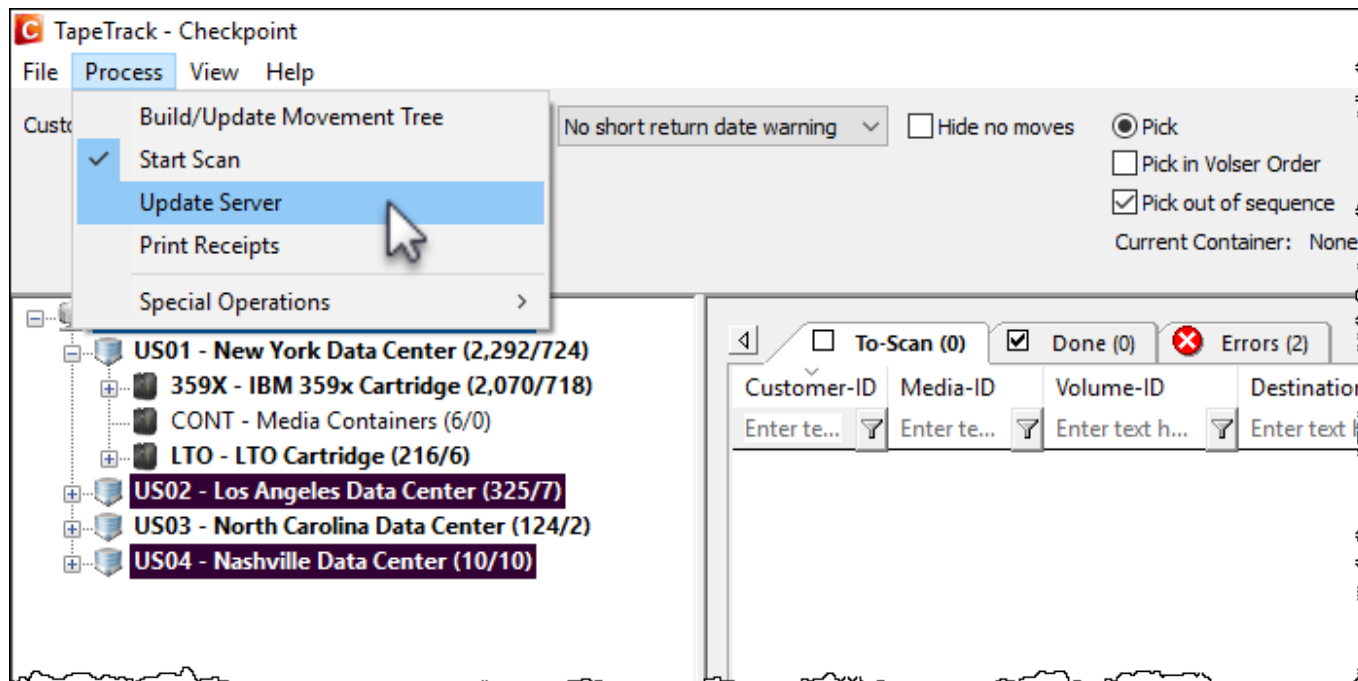 TapeTrack - Checkpoint
File Process View Help
Build/Update Movement Tree
Start Scan
Update Server
Print Receipts
Special Operations
No short return date warning
Hide no moves
Pick
Pick in Volser Order
Pick out of sequence
Current Container: None
US01 - New York Data Center (2,292/724)
359X - IBM 359x Cartridge (2,070/718)
CONT - Media Containers (6/0)
LTO - LTO Cartridge (216/6)
US02 - Los Angeles Data Center (325/7)
US03 - North Carolina Data Center (124/2)
US04 - Nashville Data Center (10/10)
To-Scan (0) Done (0) Errors (2)
Customer-ID Media-ID Volume-ID Destination
Enter te... Enter te... Enter text h... Enter text